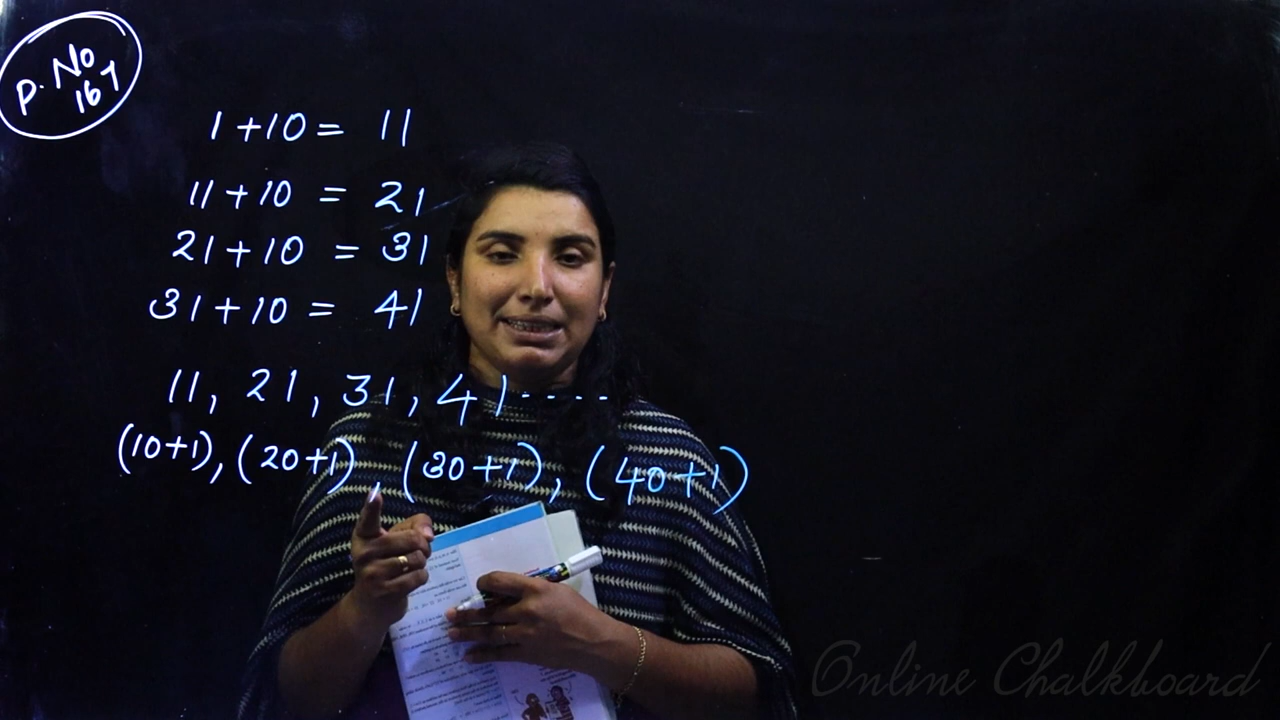 P. No
167
1 + 10 = 11
11 + 10 = 21
21 + 10 = 31
31 + 10 = 41
11, 21, 31, 41 ....
(10+1), (20+1), (30+1), (40+1)
Online Chalkboard